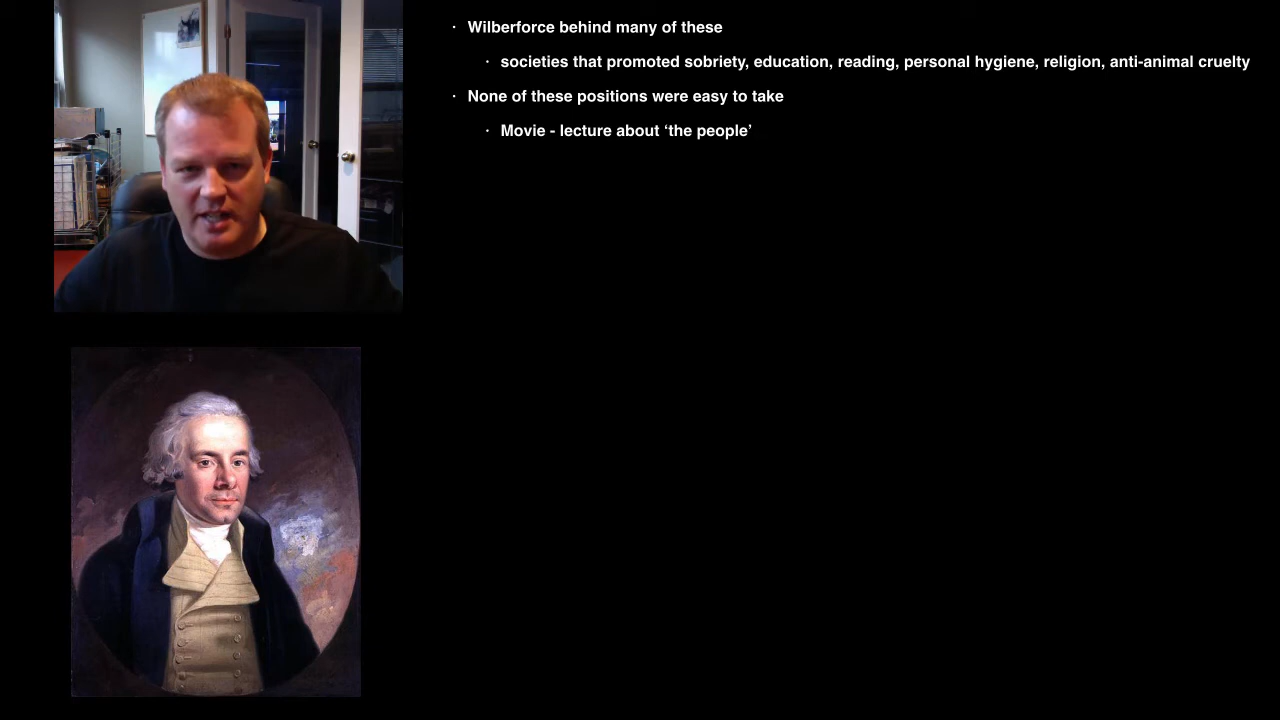 · Wilberforce behind many of these
· societies that promoted sobriety, education, reading, personal hygiene, religion, anti-animal cruelty
· None of these positions were easy to take
· Movie - lecture about ‘the people’